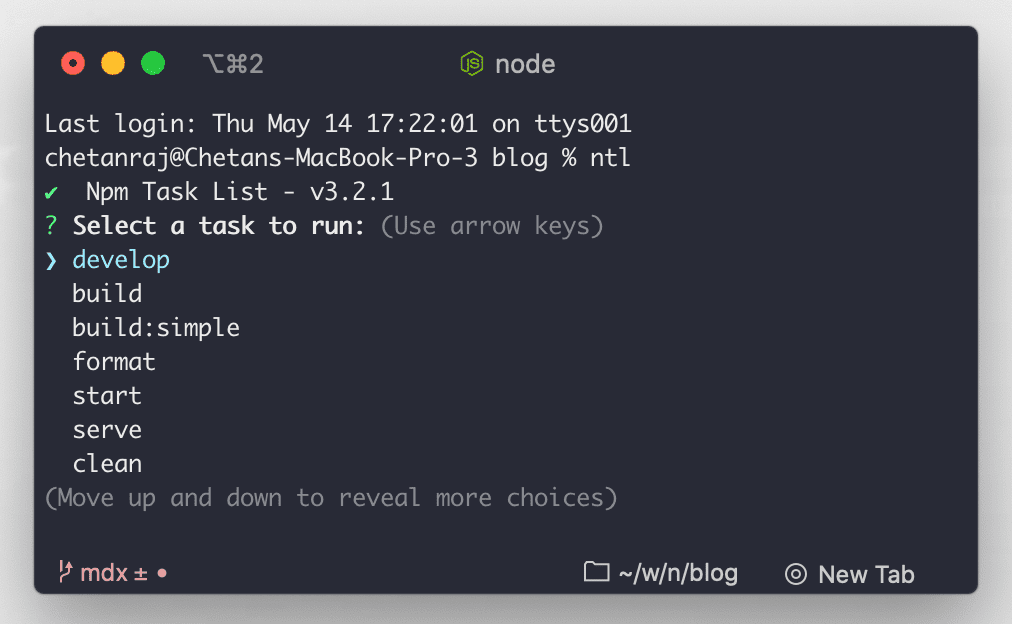 ⌥⌘2
node
Last login: Thu May 14 17:22:01 on ttys001
chetanraj@Chetans-MacBook-Pro-3 blog % ntl
✔  Npm Task List - v3.2.1
? Select a task to run: (Use arrow keys)
❯ develop
build
build:simple
format
start
serve
clean
(Move up and down to reveal more choices)
mdx ± •
~/w/n/blog
New Tab